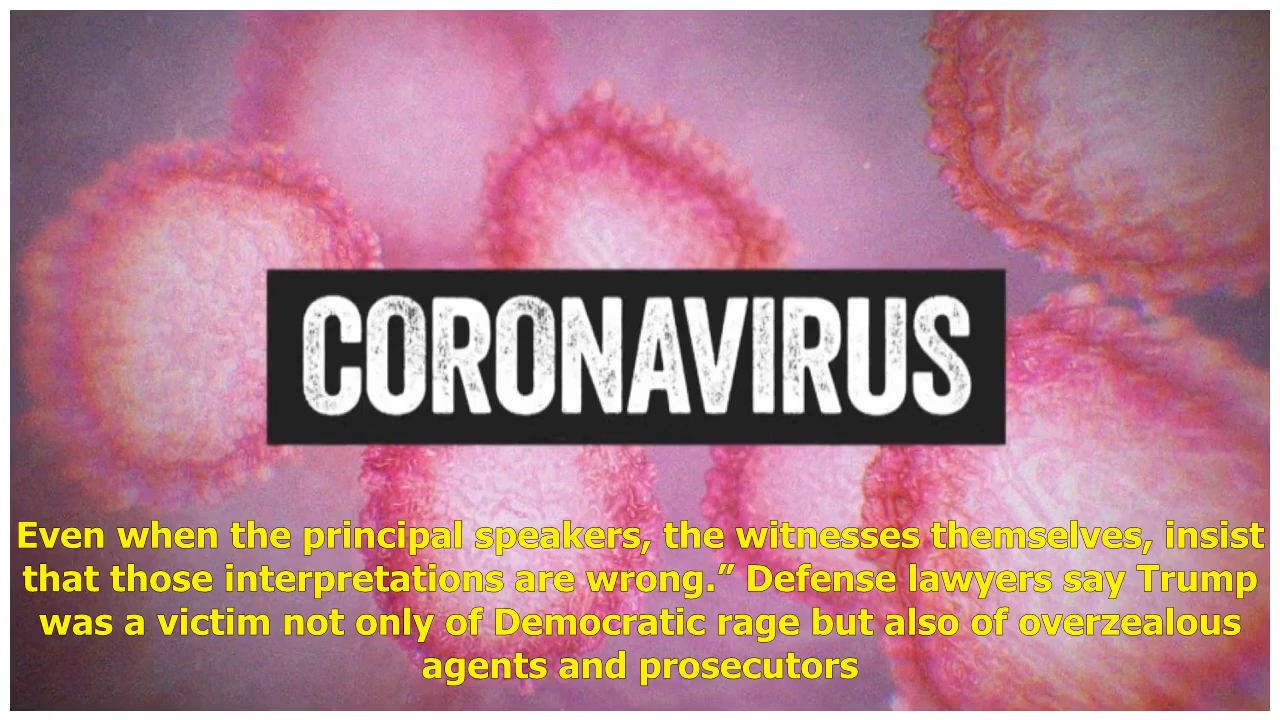 CORONAVIRUS
Even when the principal speakers, the witnesses themselves, insist
that those interpretations are wrong.” Defense lawyers say Trump
was a victim not only of Democratic rage but also of overzealous
agents and prosecutors